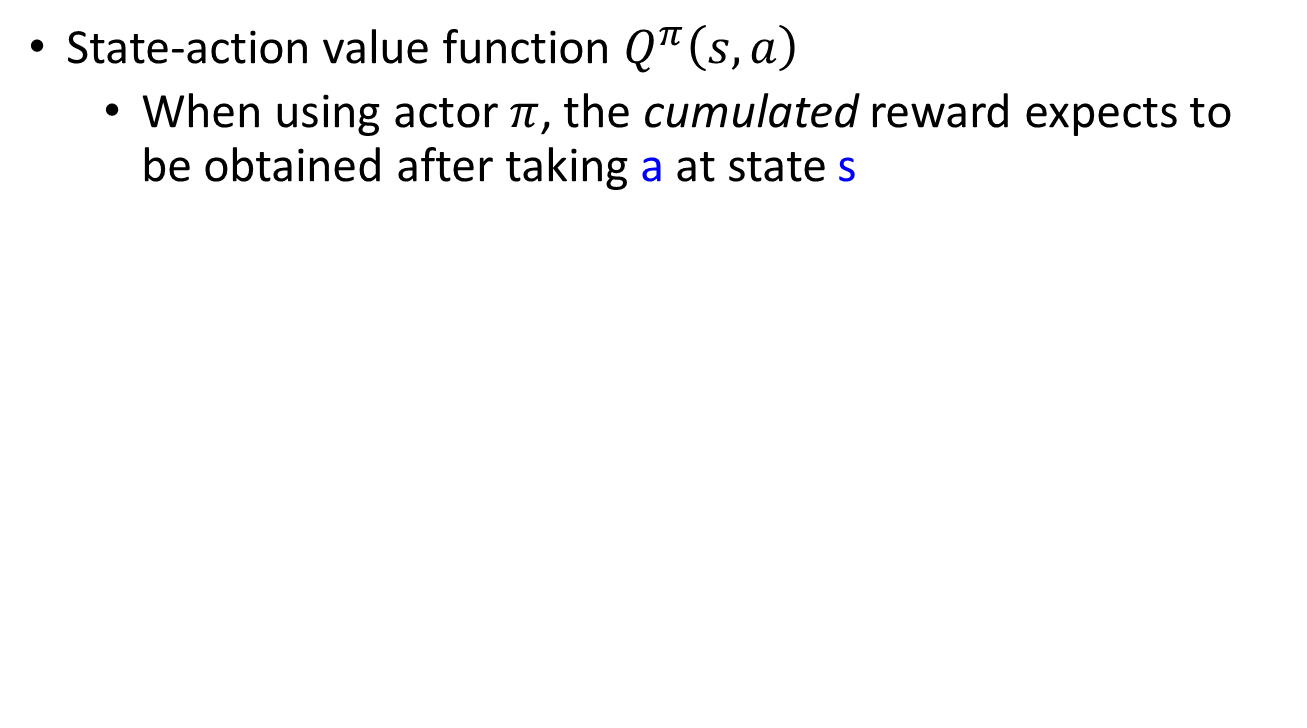 • State-action value function 𝑄^𝜋(𝑠, 𝑎)
• When using actor 𝜋, the cumulated reward expects to
be obtained after taking a at state s